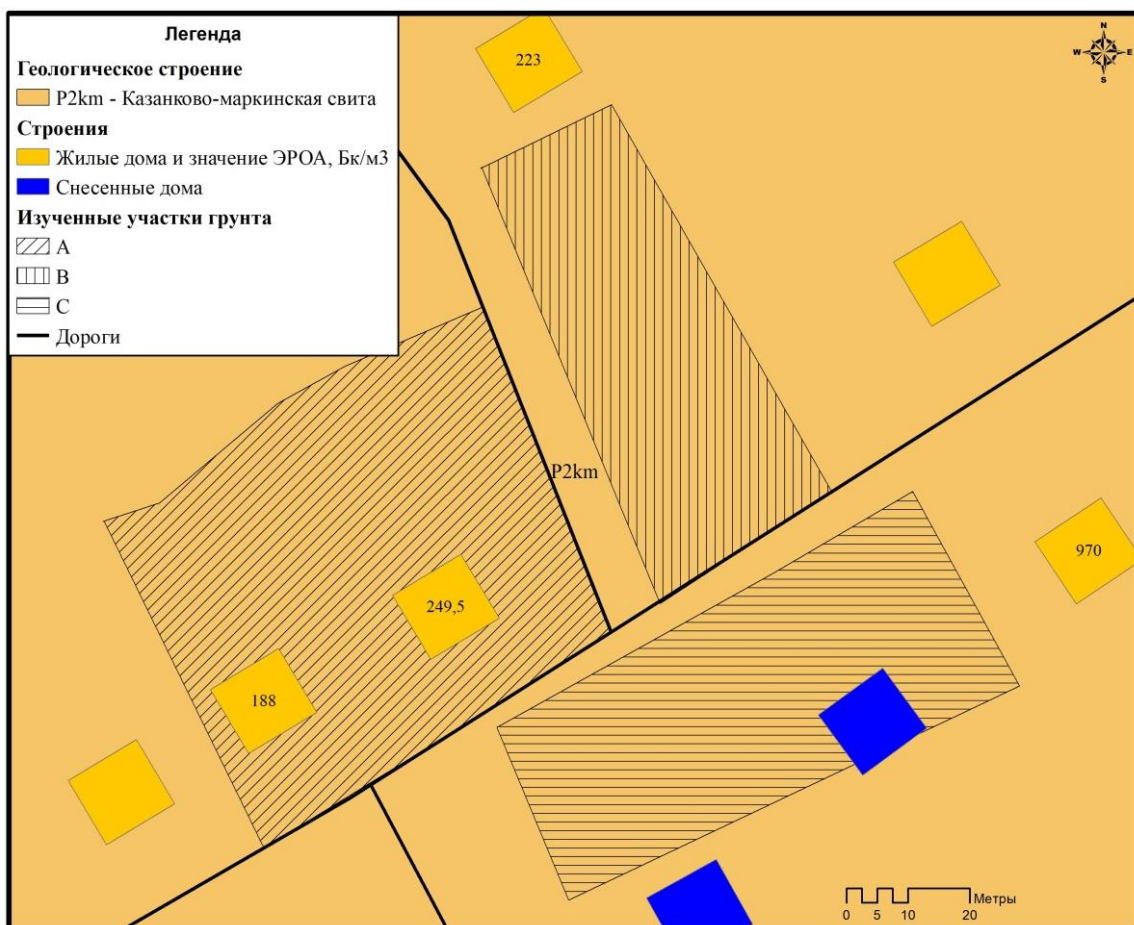 Легенда
Геологическое строение
P2km - Казанково-маркинская свита
Строения
Жилые дома и значение ЭРОА, Бк/м3
Снесенные дома
Изученные участки грунта
A
B
C
Дороги
223
N
W
E
S
P2km
970
249,5
188
Метры
0 5 10 20